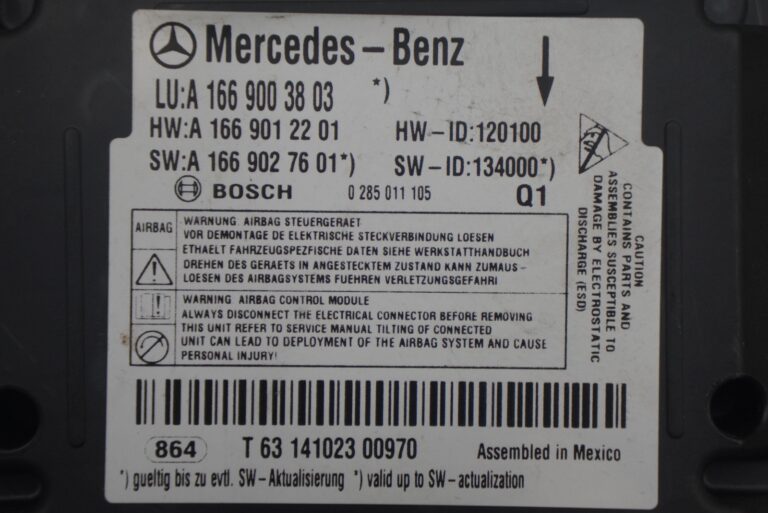 Mercedes-Benz
LU:A 166 900 38 03 *)
HW:A 166 901 22 01 HW-ID:120100
SW:A 166 902 76 01*) SW-ID:134000*)
BOSCH 0 285 011 105 Q1
AIRBAG
WARNUNG: AIRBAG STEUERGERAET
VOR DEMONTAGE DE ELEKTRISCHE STECKVERBINDUNG LOESEN
ETHAELT FAHRZEUGSPEZFISCHE DATEN SIEHE WERKSTATTHANDBUCH
DREHEN DES GERAETS IN ANGESTECKTEM ZUSTAND KANN ZUMAUS-
LOESEN DES AIRBAGSYSTEMS FUEHREN VERLETZUNGSGEFAHR!
WARNING: AIRBAG CONTROL MODULE
ALWAYS DISCONNECT THE ELECTRICAL CONNECTOR BEFORE REMOVING
THIS UNIT REFER TO SERVICE MANUAL TILTING OF CONNECTED
UNIT CAN LEAD TO DEPLOYMENT OF THE AIRBAG SYSTEM AND CAUSE
PERSONAL INJURY!
CAUTION
CONTAINS PARTS AND
ASSEMBLIES SUSCEPTIBLE TO
DAMAGE BY ELECTROSTATIC
DISCHARGE (ESD)
864 T 63 141023 00970 Assembled in Mexico
*) gueltig bis zu evtl. SW-Aktualisierung *) valid up to SW-actualization